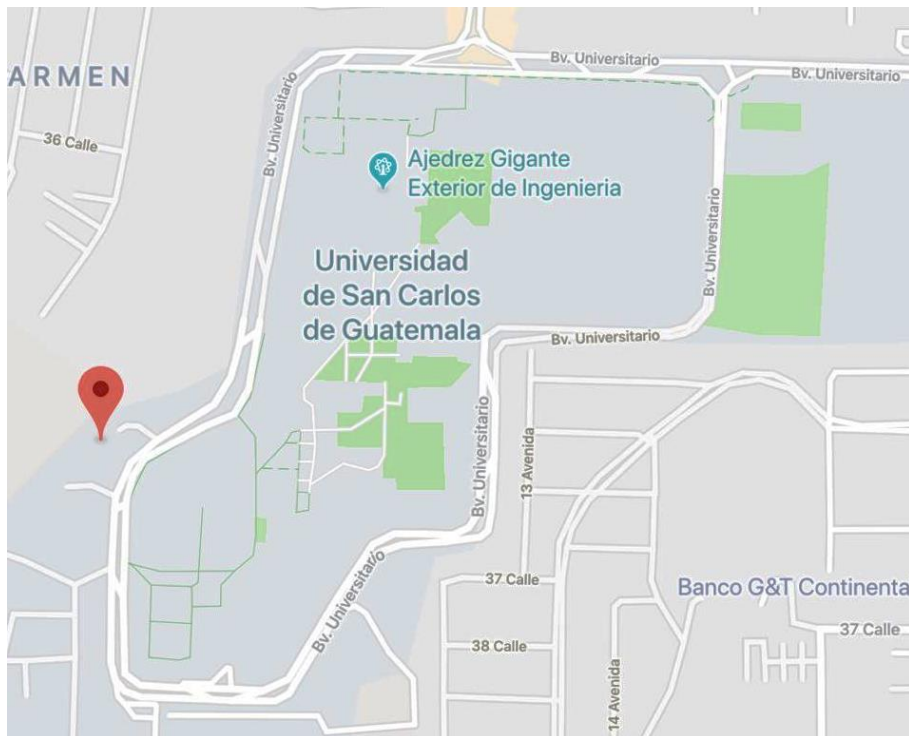 Bv. Universitario
Bv. Universitario
ARMEN
Bv. Universitario
36 Calle
Ajedrez Gigante
Exterior de Ingenieria
Bv. Universitario
Universidad
de San Carlos
de Guatemala
Bv. Universitario
Bv. Universitario
13 Avenida
Bv. Universitario
37 Calle
Banco G&T Continenta
37 Calle
38 Calle
14 Avenida